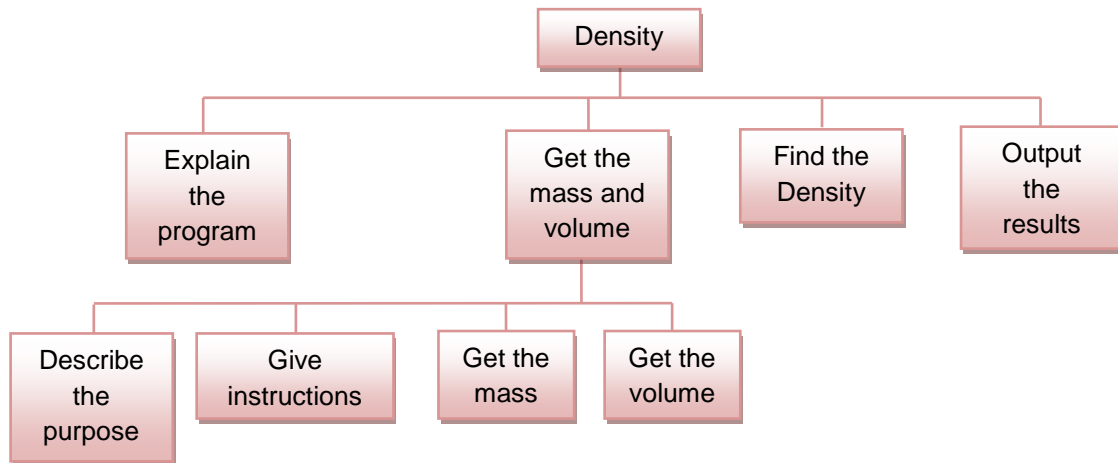 Density
Explain
the
program
Get the
mass and
volume
Find the
Density
Output
the
results
Describe
the
purpose
Give
instructions
Get the
mass
Get the
volume